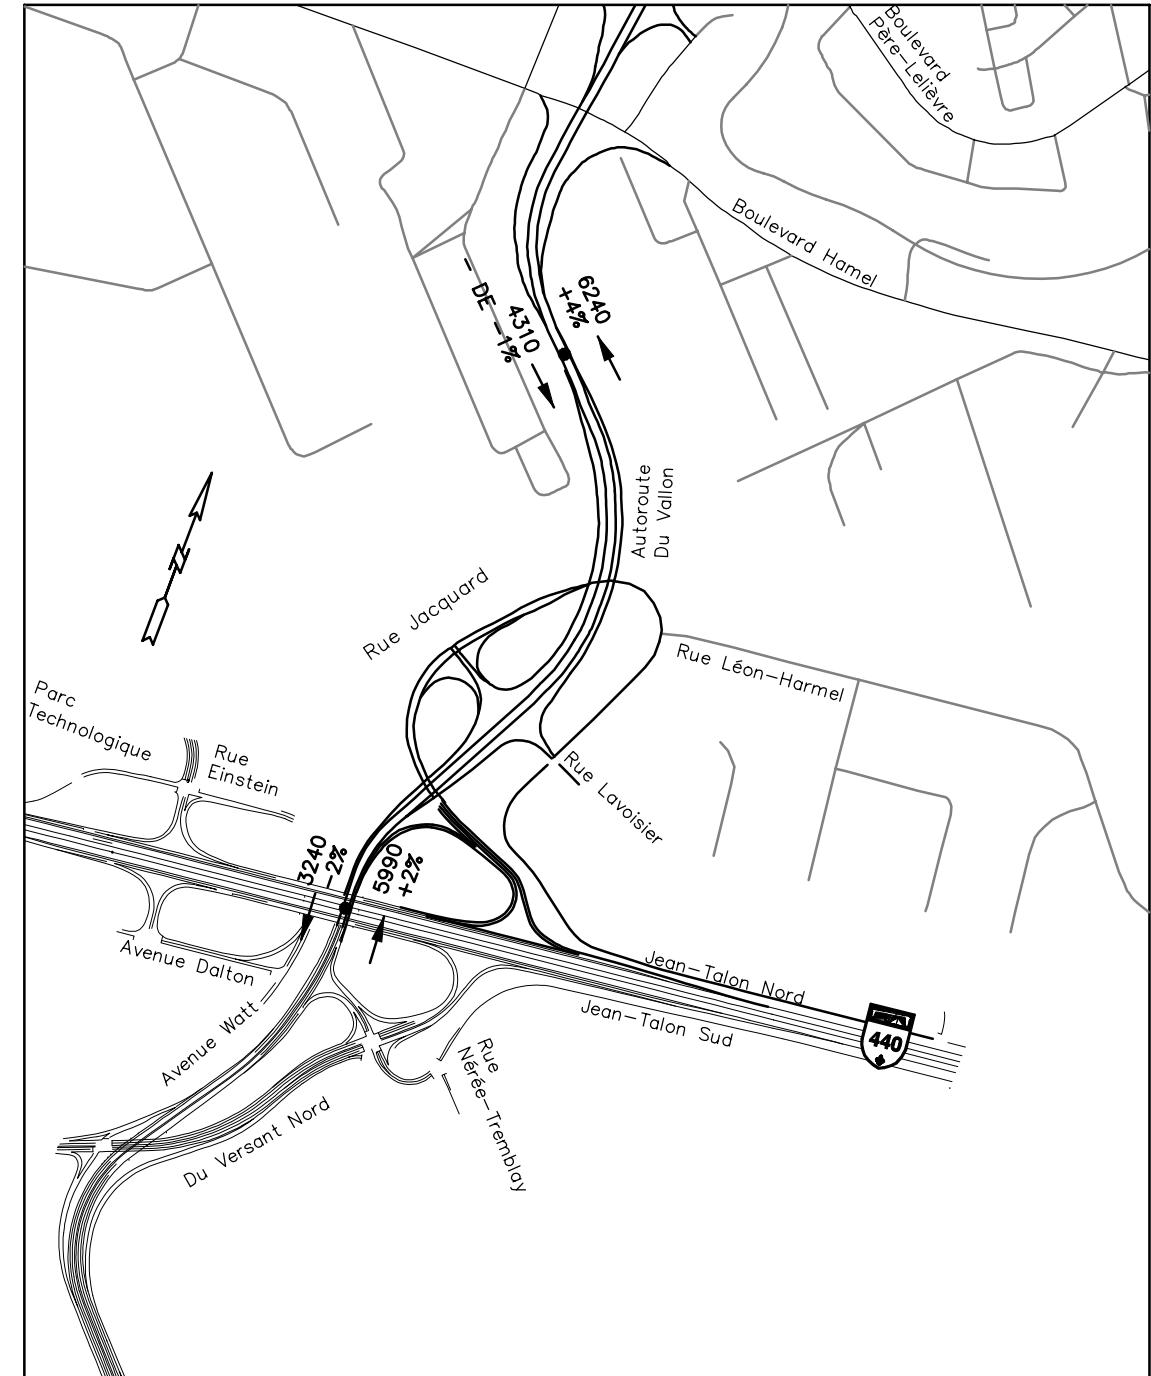 Boulevard
Père-Lelièvre
Boulevard Hamel
6240
+4%
4310
- DE -1%
Autoroute
Du Vallon
Rue Jacquard
Rue Léon-Harmel
Parc
Technologique
Rue
Einstein
Rue Lavoisier
3240
-2%
5990
+2%
Avenue Dalton
Jean-Talon Nord
Jean-Talon Sud
440
Avenue Watt
Rue
Nérée-Tremblay
Du Versant Nord
N